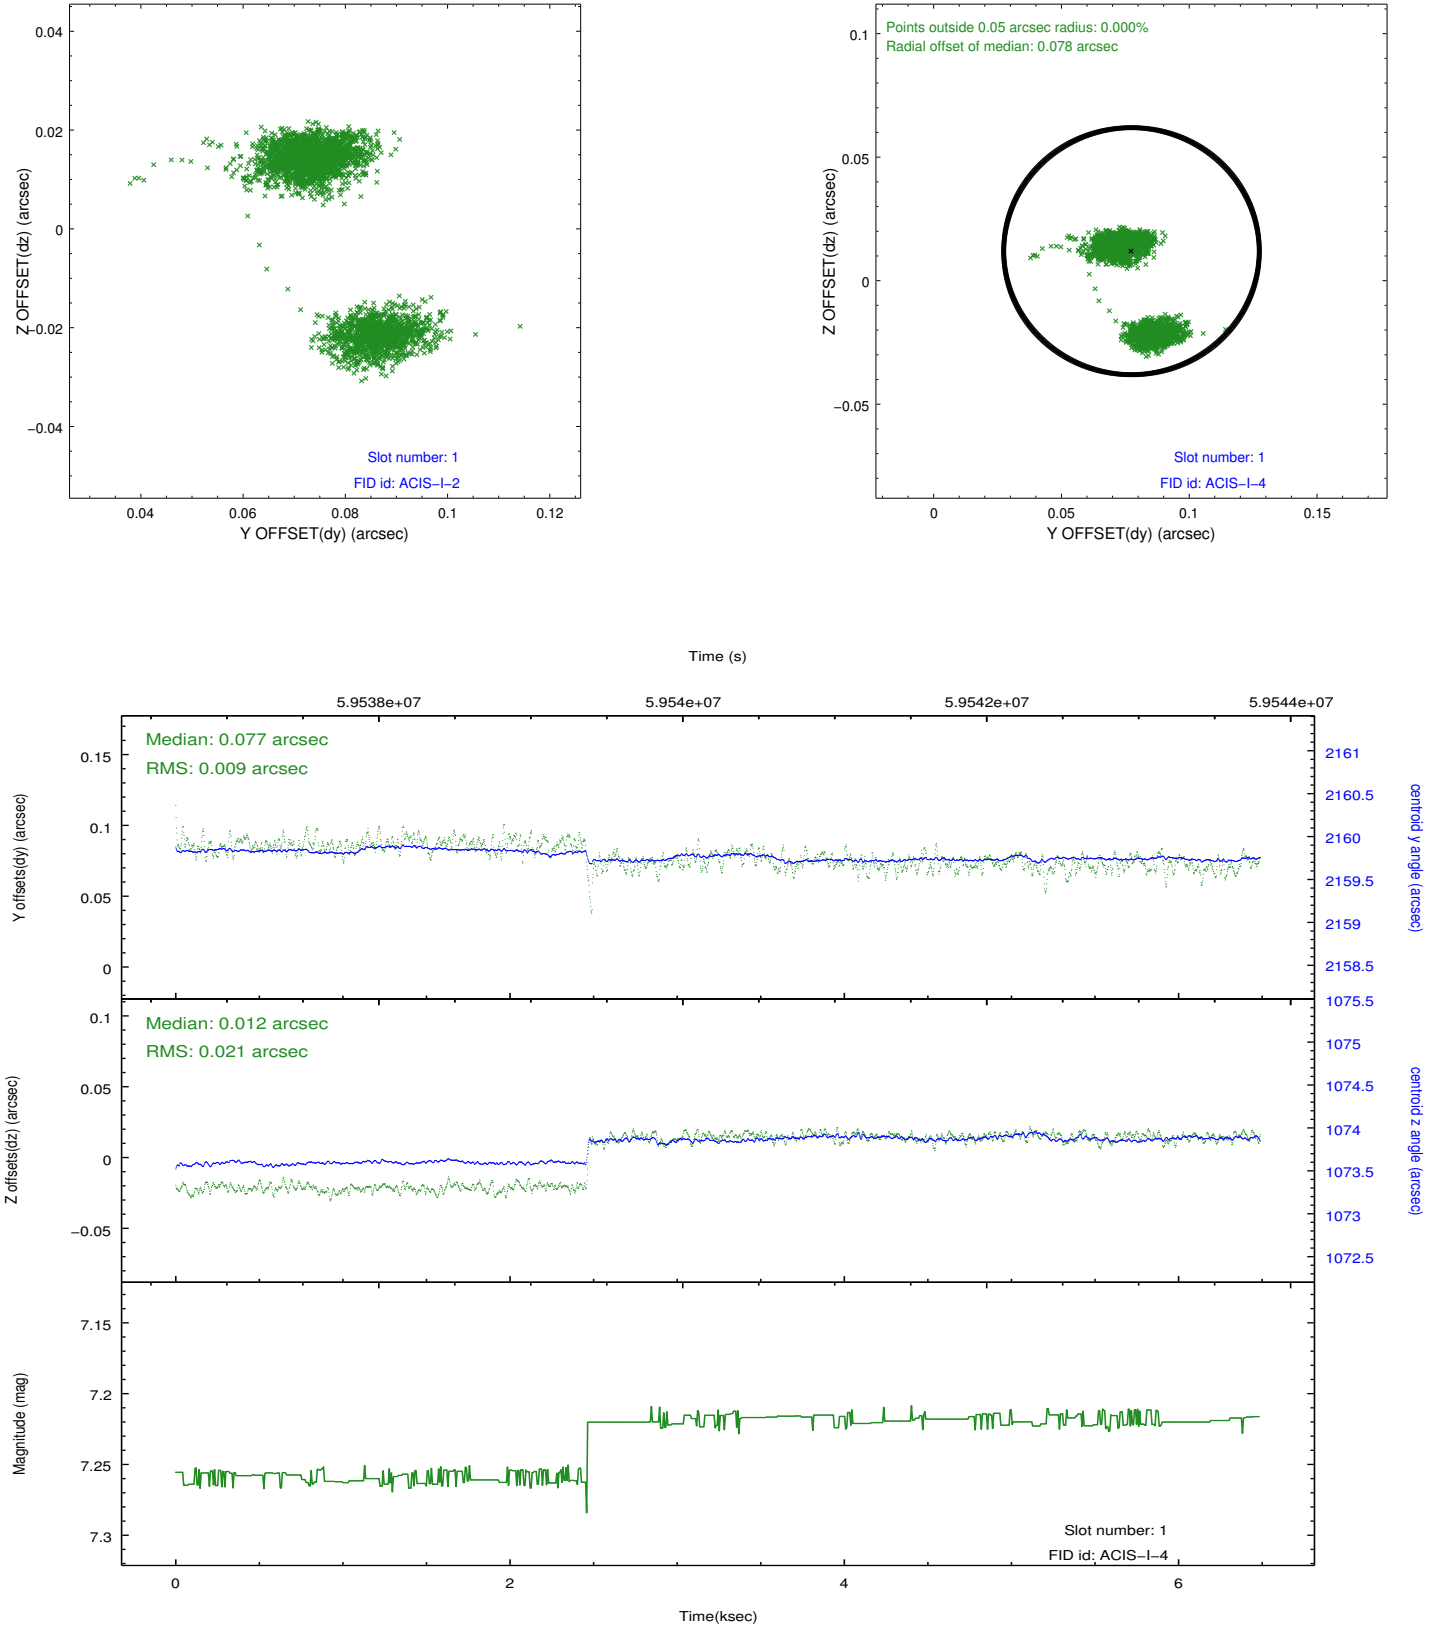 0.04
0.02
0
−0.02
−0.04
Z OFFSET(dz) (arcsec)
Slot number: 1
FID id: ACIS−I−2
0.04 0.06 0.08 0.1 0.12
Y OFFSET(dy) (arcsec)
Points outside 0.05 arcsec radius: 0.000%
Radial offset of median: 0.078 arcsec
0.1
0.05
0
−0.05
Z OFFSET(dz) (arcsec)
Slot number: 1
FID id: ACIS−I−4
0 0.05 0.1 0.15
Y OFFSET(dy) (arcsec)
Time (s)
5.9538e+07 5.954e+07 5.9542e+07 5.9544e+07
Median: 0.077 arcsec
RMS: 0.009 arcsec
0.15
0.1
0.05
0
Y offsets(dy) (arcsec)
2161
2160.5
2160
2159.5
2159
2158.5
centroid y angle (arcsec)
Median: 0.012 arcsec
RMS: 0.021 arcsec
0.1
0.05
0
−0.05
Z offsets(dz) (arcsec)
1075.5
1075
1074.5
1074
1073.5
1073
1072.5
centroid z angle (arcsec)
7.15
7.2
7.25
7.3
Magnitude (mag)
Slot number: 1
FID id: ACIS−I−4
0 2 4 6
Time(ksec)